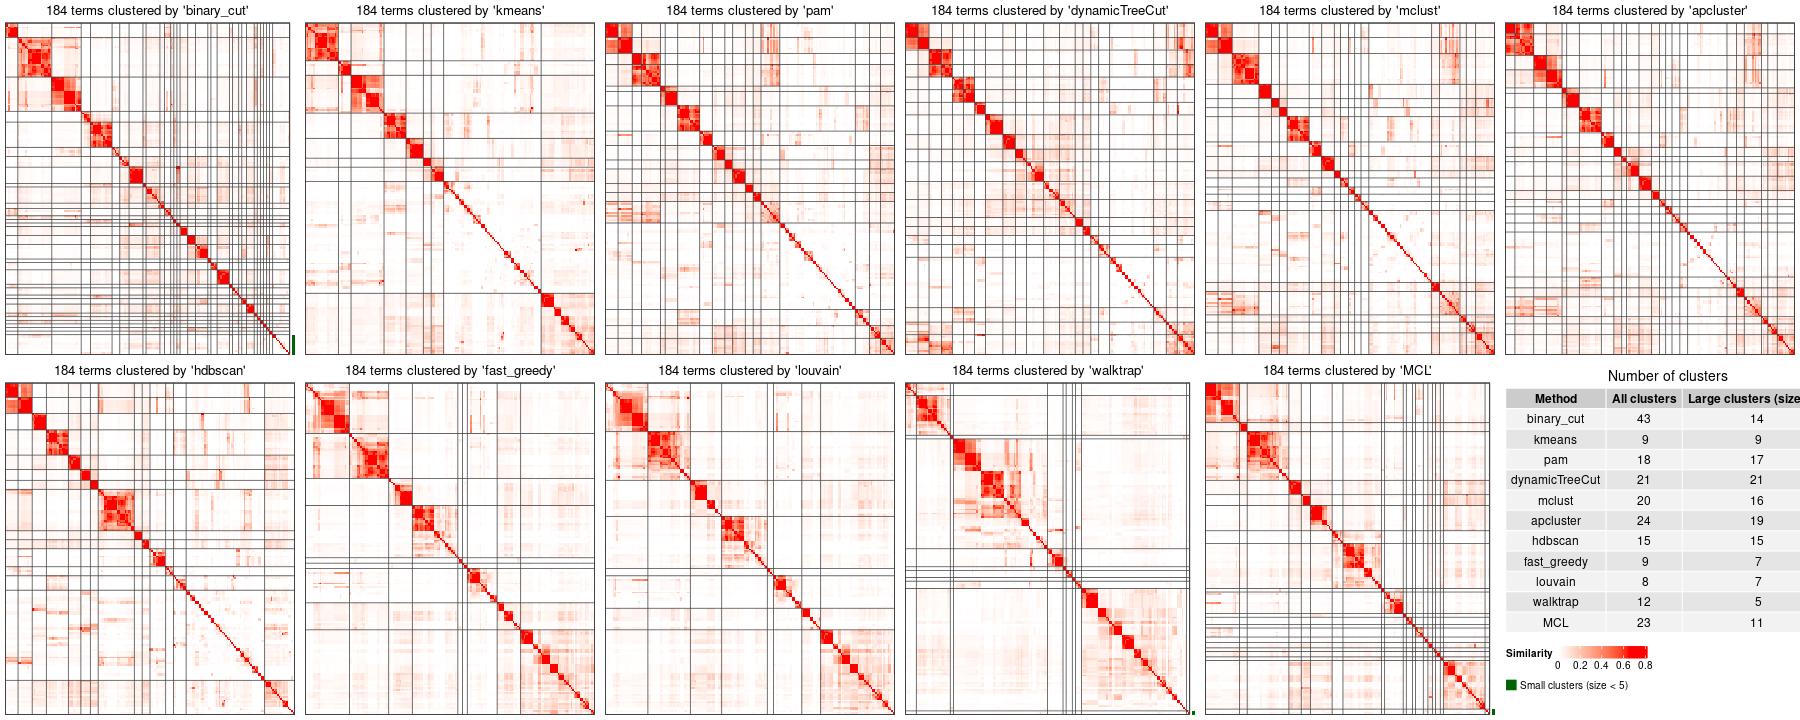 184 terms clustered by 'binary_cut'
184 terms clustered by 'kmeans'
184 terms clustered by 'pam'
184 terms clustered by 'dynamicTreeCut'
184 terms clustered by 'mclust'
184 terms clustered by 'apcluster'
184 terms clustered by 'hdbscan'
184 terms clustered by 'fast_greedy'
184 terms clustered by 'louvain'
184 terms clustered by 'walktrap'
184 terms clustered by 'MCL'
Number of clusters
Method All clusters Large clusters (size
binary_cut 43 14
kmeans 9 9
pam 18 17
dynamicTreeCut 21 21
mclust 20 16
apcluster 24 19
hdbscan 15 15
fast_greedy 9 7
louvain 8 7
walktrap 12 5
MCL 23 11
Similarity
0 0.2 0.4 0.6 0.8
Small clusters (size < 5)